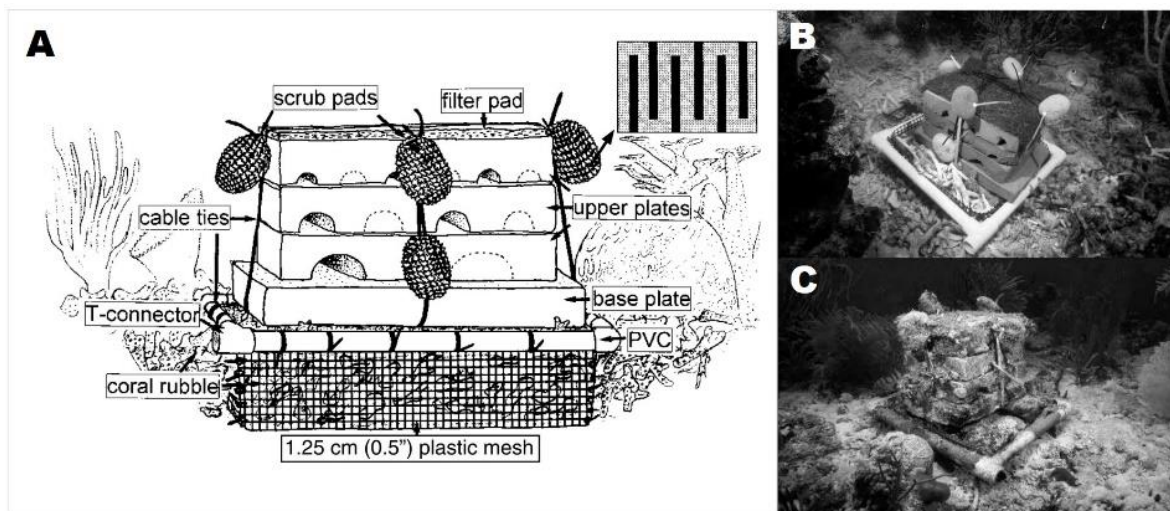 A
scrub pads
filter pad
cable ties
upper plates
T-connector
base plate
PVC
coral rubble
1.25 cm (0.5") plastic mesh
B
C